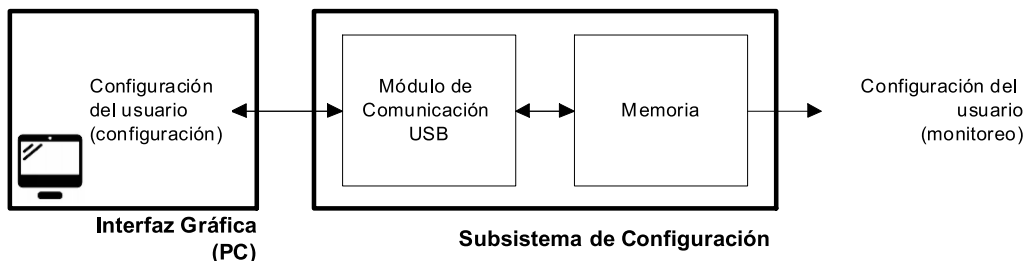 Configuración
del usuario
(configuración)
Módulo de
Comunicación
USB
Memoria
Configuración del
usuario
(monitoreo)
Interfaz Gráfica
(PC)
Subsistema de Configuración